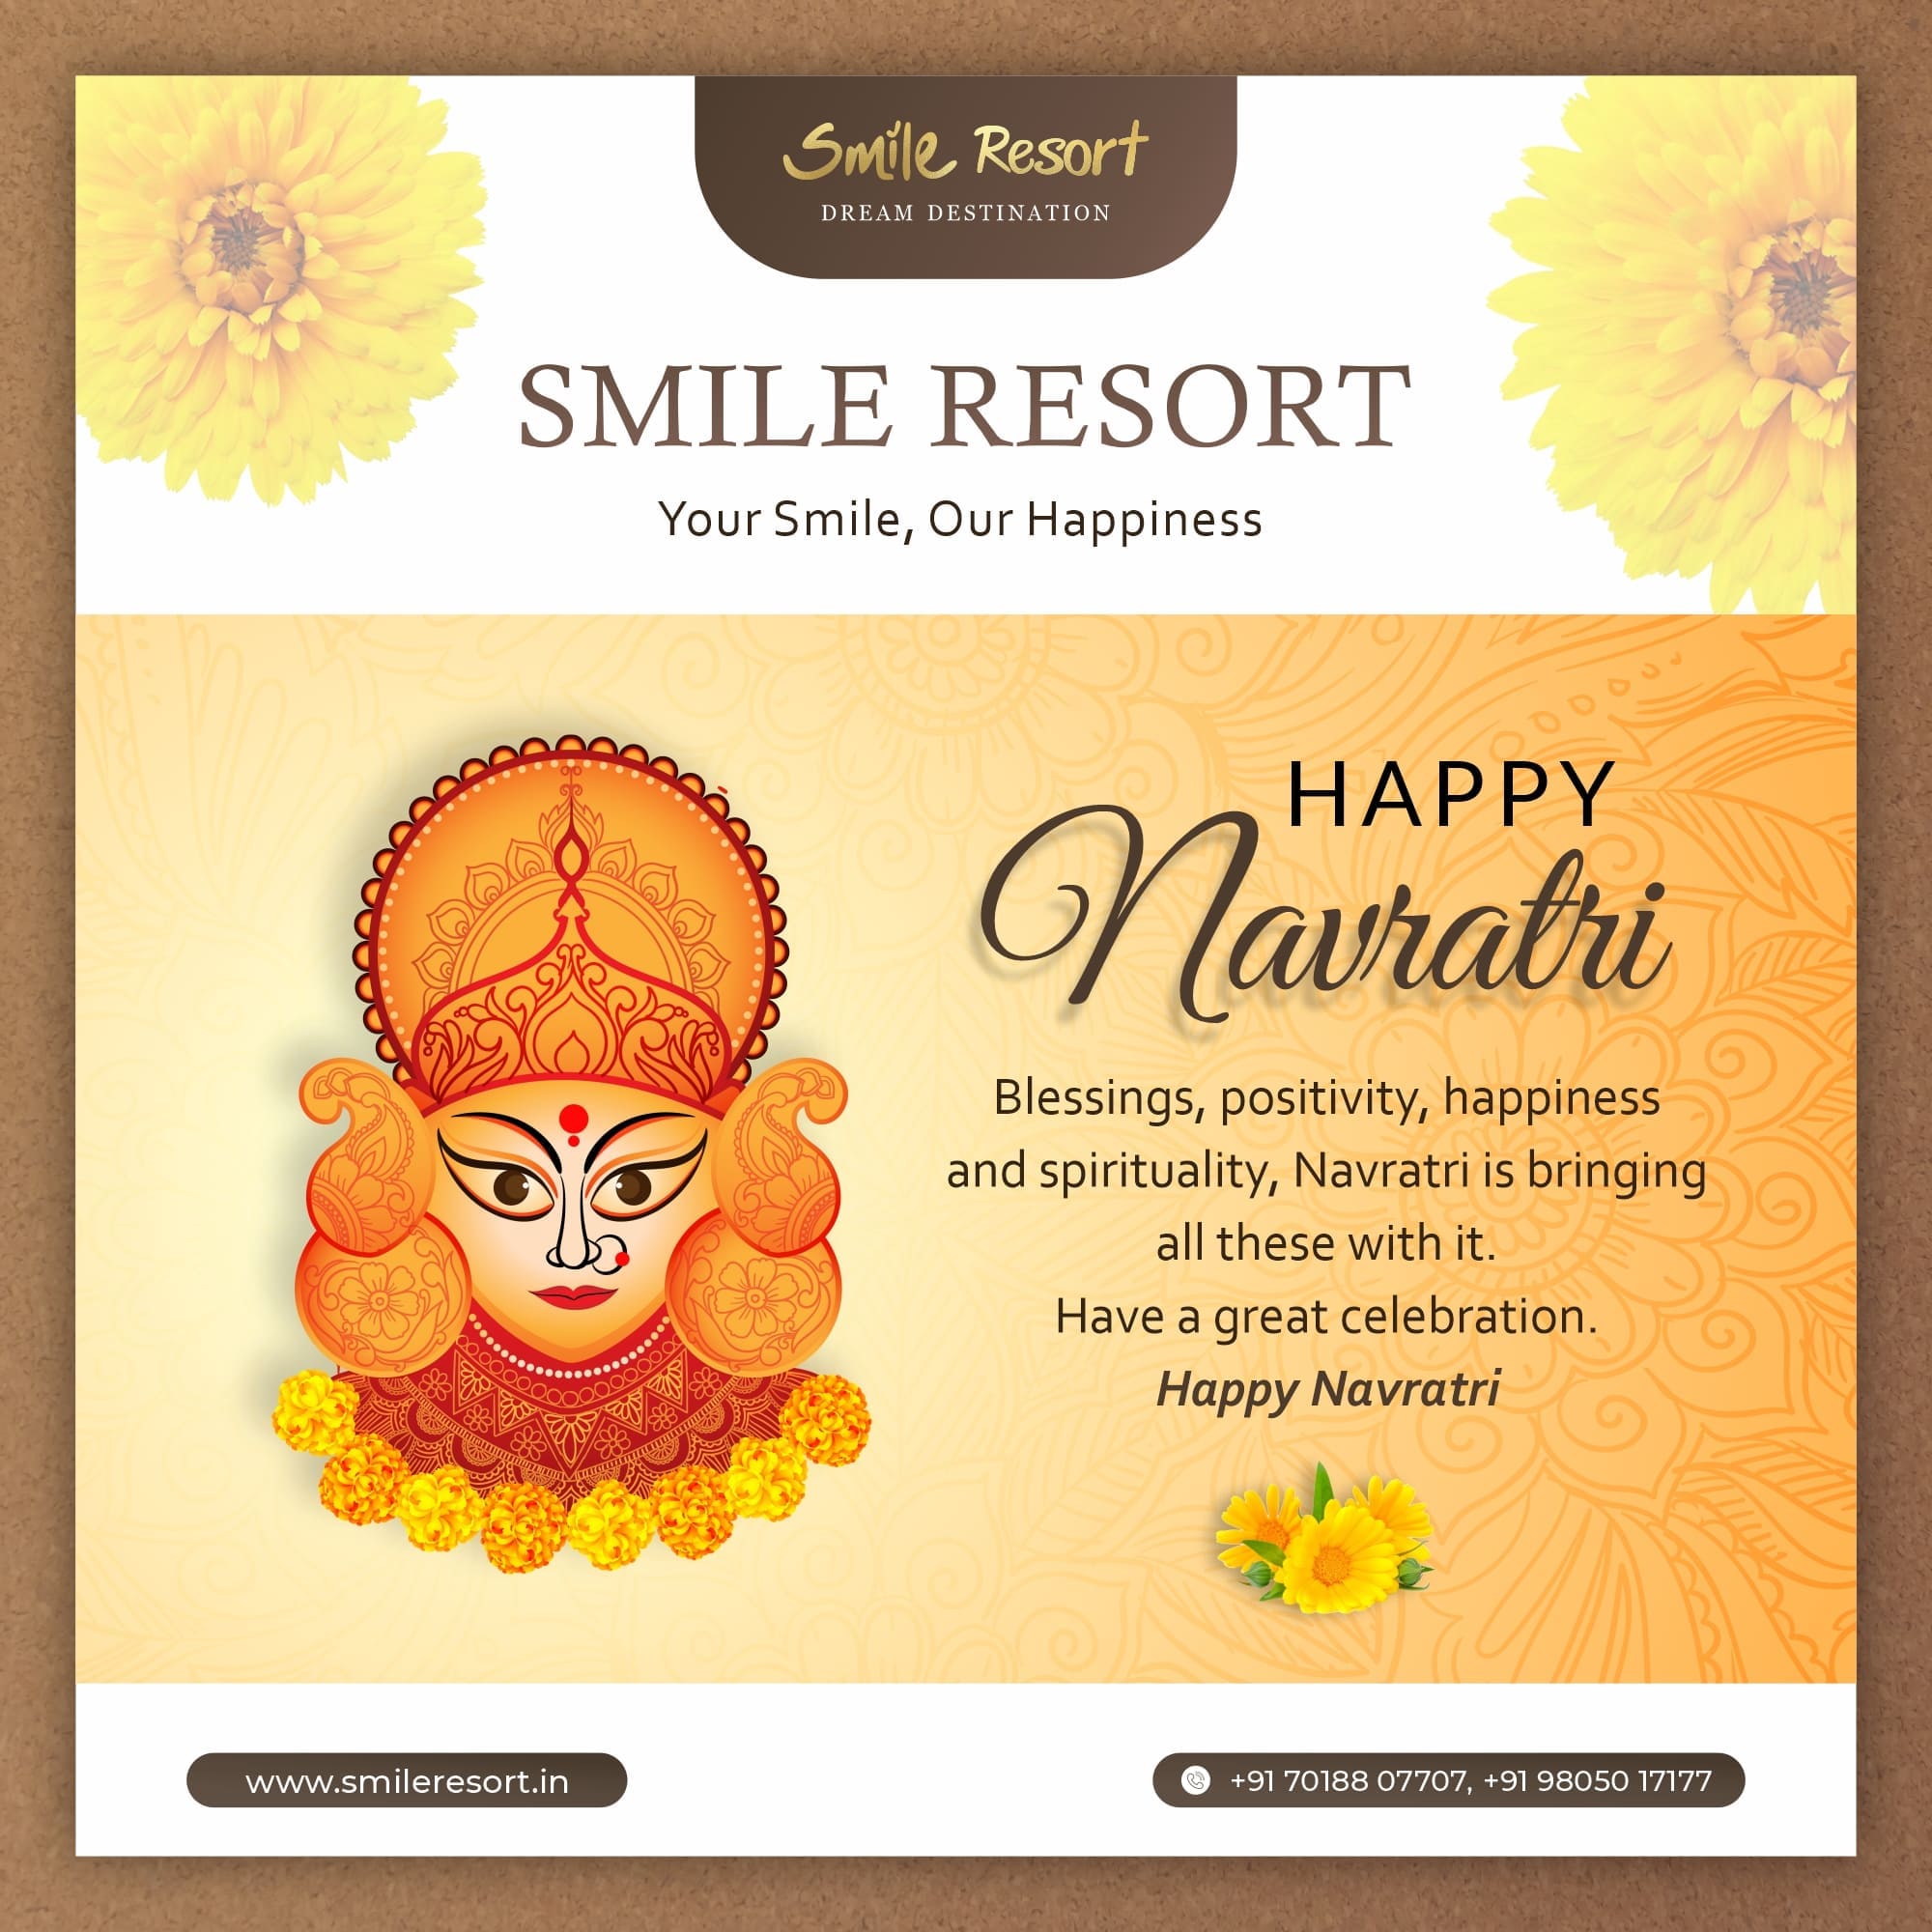 Smile Resort
DREAM DESTINATION
SMILE RESORT
Your Smile, Our Happiness
HAPPY
Navratri
Blessings, positivity, happiness
and spirituality, Navratri is bringing
all these with it.
Have a great celebration.
Happy Navratri
www.smileresort.in
+91 70188 07707, +91 98050 17177